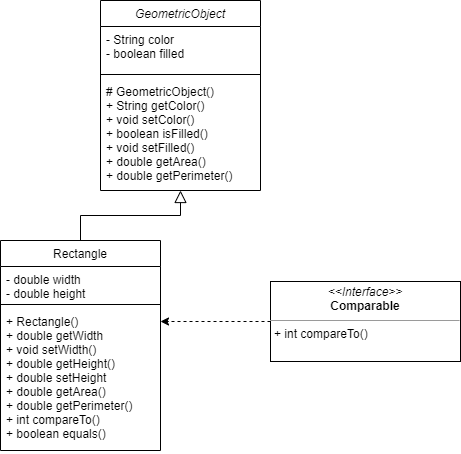 GeometricObject
- String color
- boolean filled
# GeometricObject()
+ String getColor()
+ void setColor()
+ boolean isFilled()
+ void setFilled()
+ double getArea()
+ double getPerimeter()
Rectangle
- double width
- double height
+ Rectangle()
+ double getWidth
+ void setWidth()
+ double getHeight()
+ double setHeight
+ double getArea()
+ double getPerimeter()
+ int compareTo()
+ boolean equals()
<<Interface>>
Comparable
+ int compareTo()